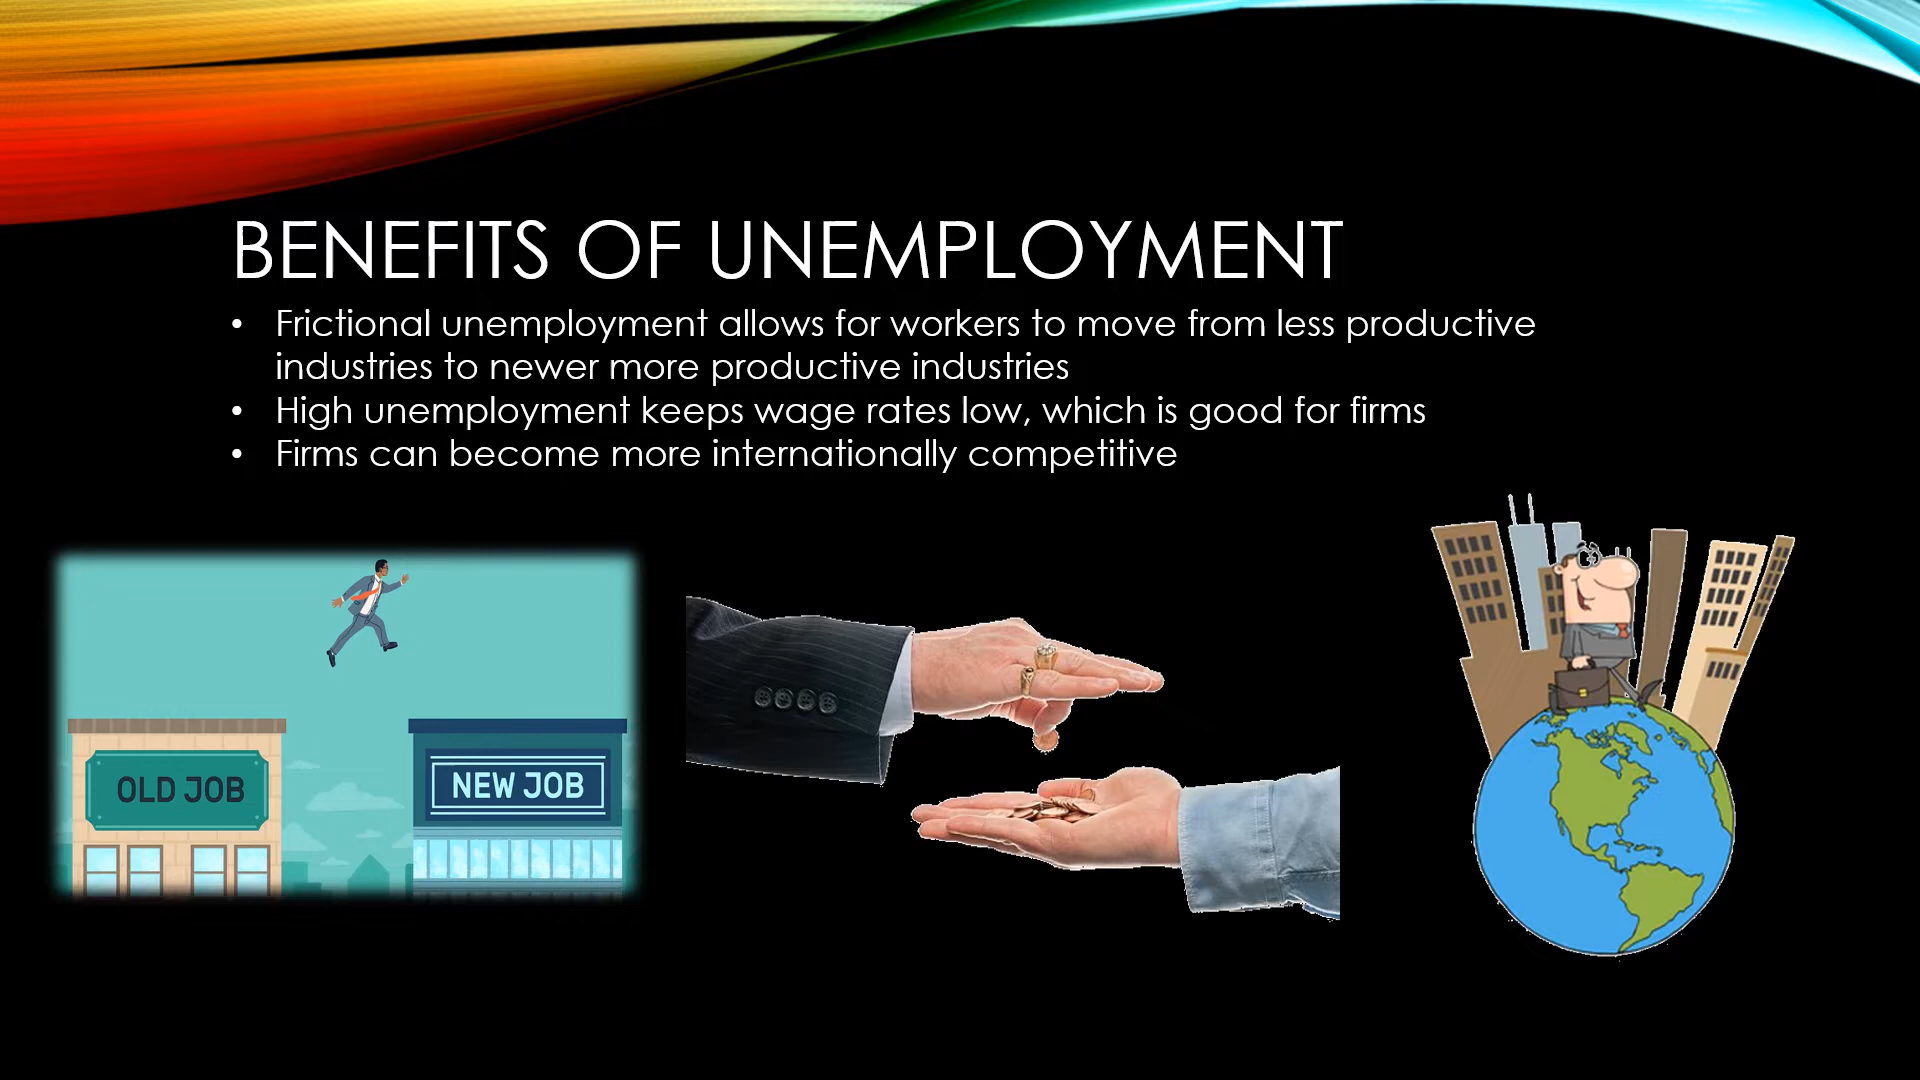 BENEFITS OF UNEMPLOYMENT
• Frictional unemployment allows for workers to move from less productive
industries to newer more productive industries
• High unemployment keeps wage rates low, which is good for firms
• Firms can become more internationally competitive
OLD JOB
NEW JOB